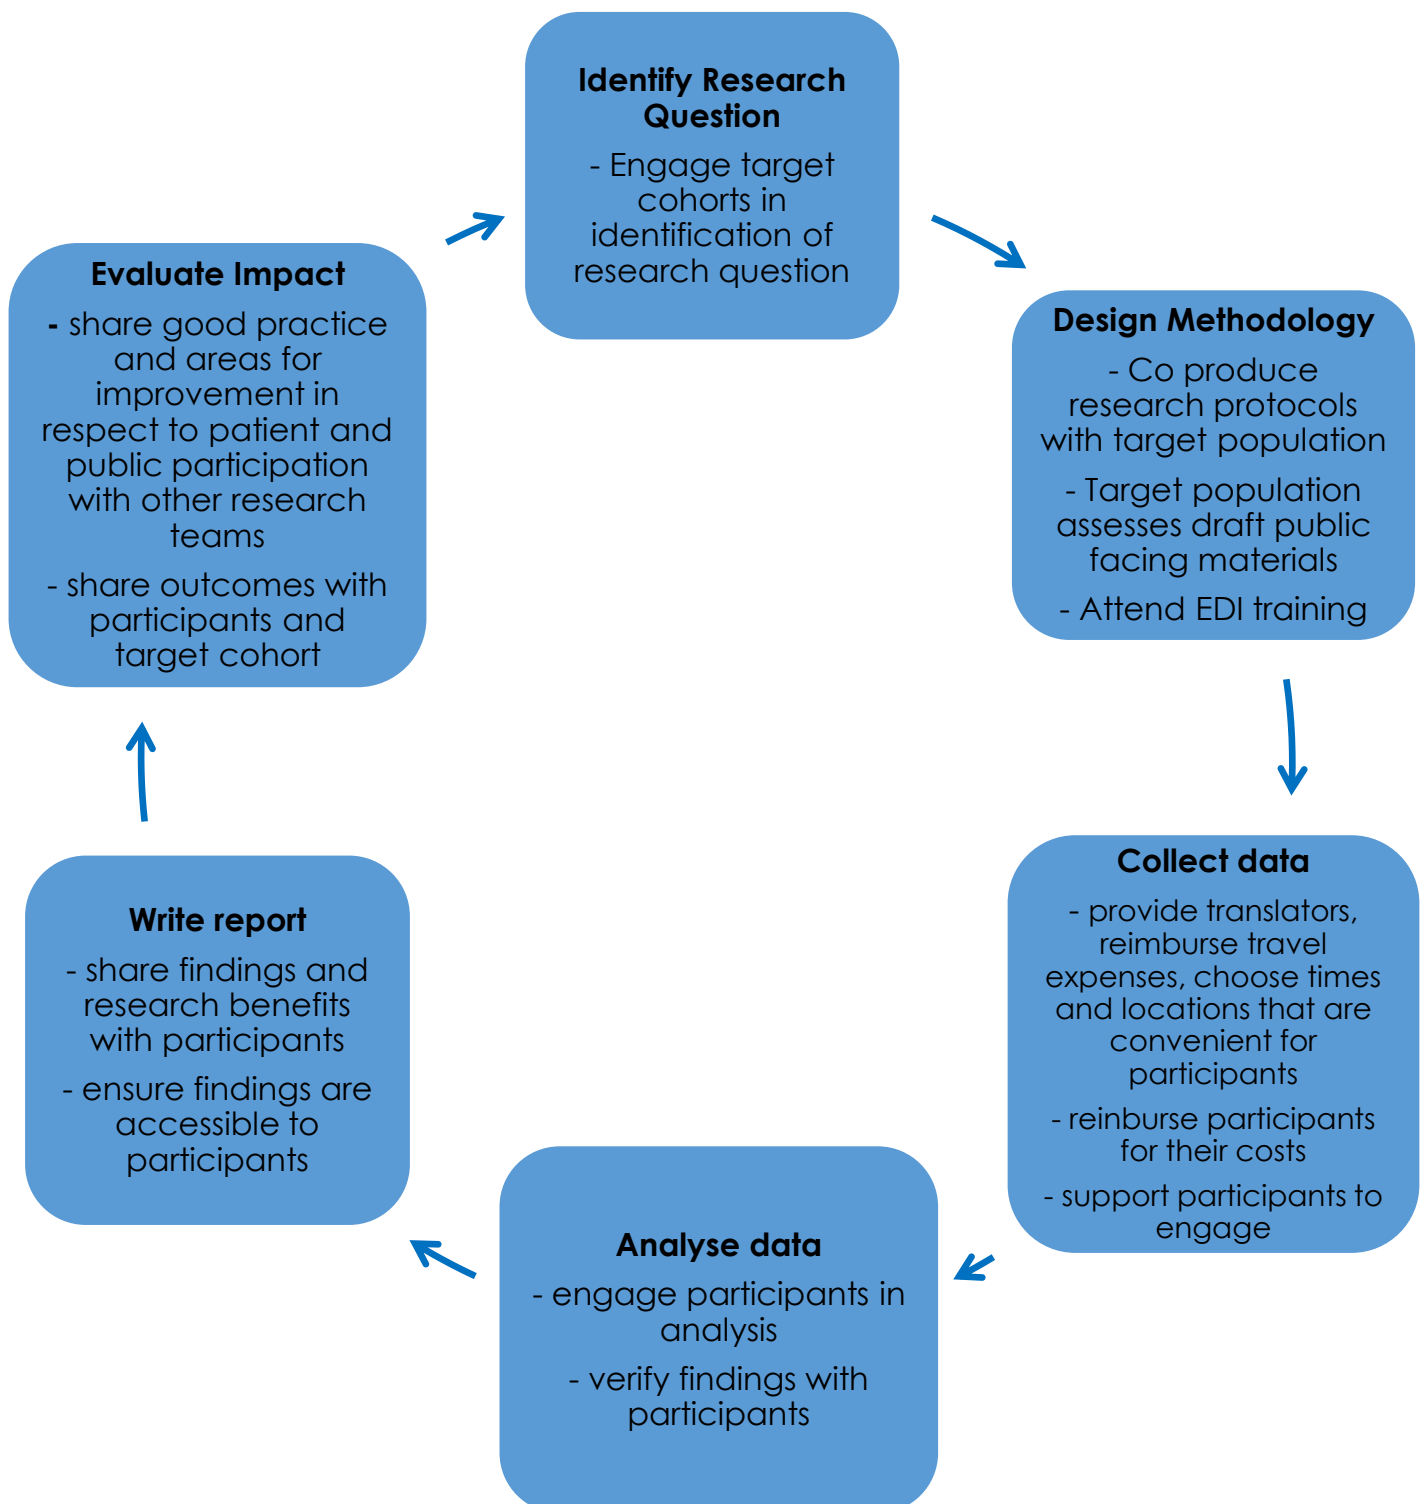 Identify Research
Question
- Engage target
cohorts in
identification of
research question
Design Methodology
- Co produce
research protocols
with target population
- Target population
assesses draft public
facing materials
- Attend EDI training
Collect data
- provide translators,
reimburse travel
expenses, choose times
and locations that are
convenient for
participants
- reinburse participants
for their costs
- support participants to
engage
Analyse data
- engage participants in
analysis
- verify findings with
participants
Write report
- share findings and
research benefits
with participants
- ensure findings are
accessible to
participants
Evaluate Impact
- share good practice
and areas for
improvement in
respect to patient and
public participation
with other research
teams
- share outcomes with
participants and
target cohort